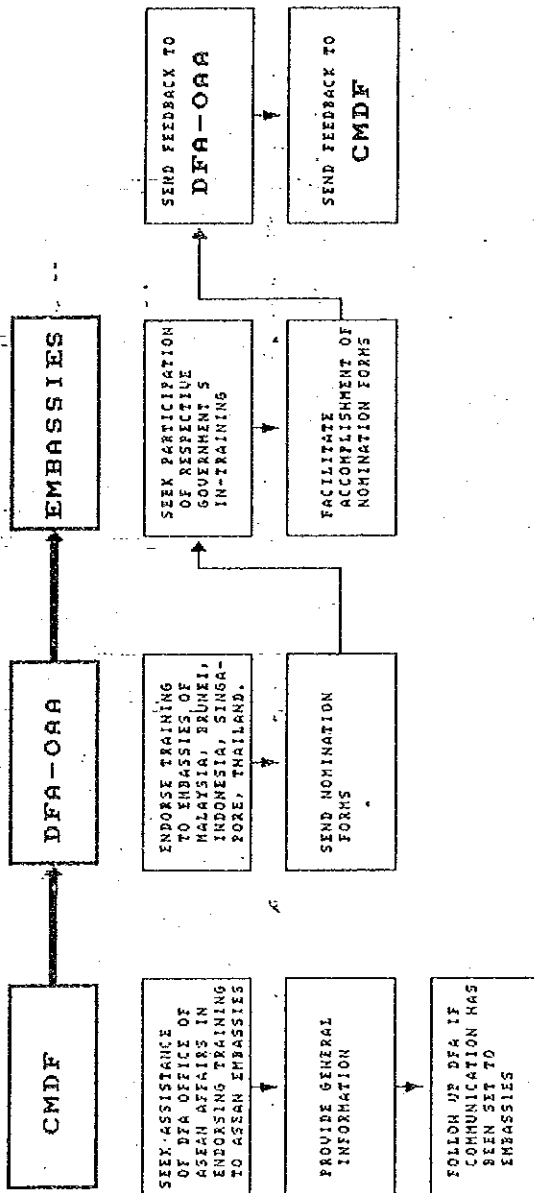 CMDF
DFA-OAA
EMBASSIES
SEEK-ASSISTANCE
OF DFA OFFICE OF
ASEAN AFFAIRS IN
ENDORSING TRAINING
TO ASEAN EMBASSIES
PROVIDE GENERAL
INFORMATION
FOLLOW UP DFA IF
COMMUNICATION HAS
BEEN SET TO
EMBASSIES
ENDORSE TRAINING
TO EMBASSIES OF
MALAYSIA, BRUNEI,
INDONESIA, SINGA-
PORE, THAILAND.
SEND NOMINATION
FORMS
SEEK PARTICIPATION
OF RESPECTIVE
GOVERNMENT S
IN-TRAINING
FACILITATE
ACCOMPLISHMENT OF
NOMINATION FORMS
SEND FEEDBACK TO
DFA-OAA
SEND FEEDBACK TO
CMDF